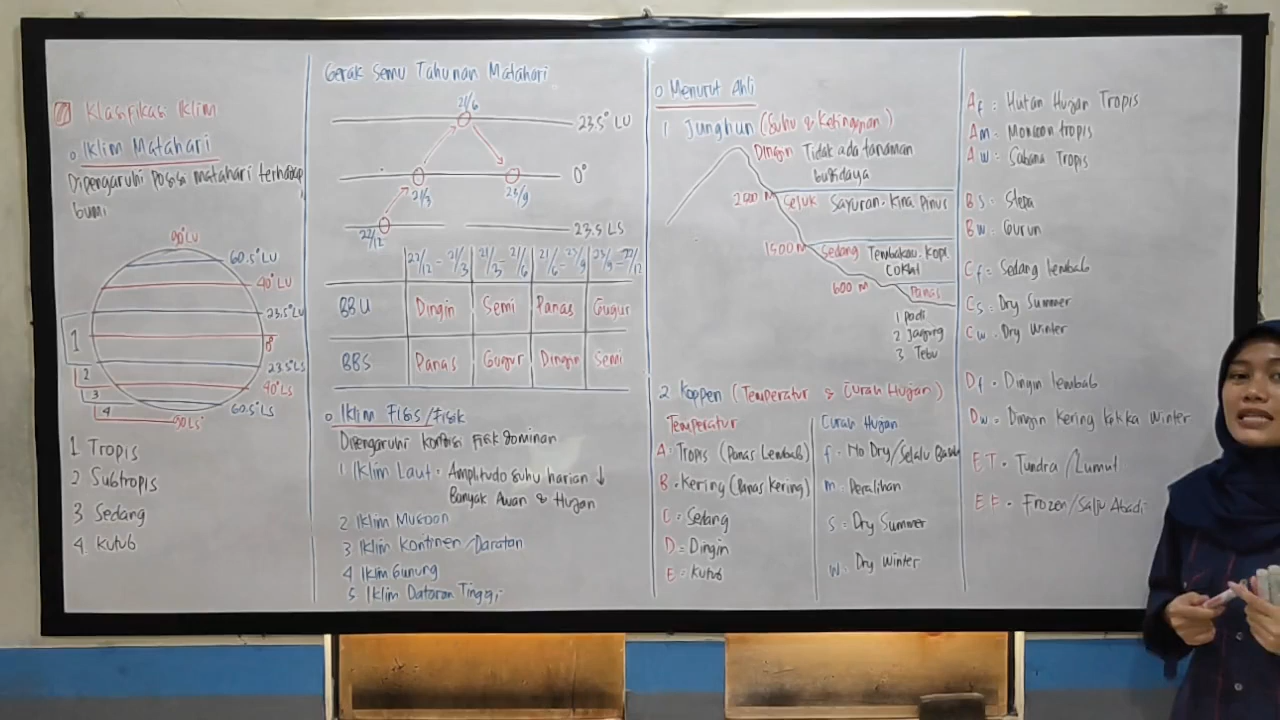 Klasifikasi Iklim
o Iklim Matahari
Dipengaruhi Posisi matahari terhadap
bumi
90° LU
60.5° LU
40° LU
23.5° LU
0°
23.5° LS
40° LS
60.5° LS
90 LS
1
2
3
4
1 Tropis
2 Subtropis
3 Sedang
4. Kutub
Gerak Semu Tahunan Matahari
21/6
23.5° LU
0°
21/3
23/9
22/12
23.5 LS
22/12 - 21/3
21/3 - 21/6
21/6 - 23/9
23/9 - 22/12
BBU Dingin Semi Panas Gugur
BBS Panas Gugur Dingin Semi
o Iklim Fisis/Fisik
Dipengaruhi kondisi Fisik dominan
1 Iklim Laut = Amplitudo suhu harian ↓
Banyak Awan & Hujan
2 Iklim Muson
3 Iklim Kontinen/Daratan
4 Iklim Gunung
5 Iklim Dataran Tinggi
o Menurut Ahli
1 Junghun (Suhu & Ketinggian)
Dingin Tidak ada tanaman
budidaya
2500 M Sejuk Sayuran. Kina Pinus
1500 M Sedang Tembakau. Kopi
Coklat
600 M Panas
1 Padi
2 Jagung
3 Tebu
2 Koppen (Temperatur & Curah Hujan)
Temperatur
A = Tropis (Panas Lembab)
B = Kering (Panas Kering)
C = Sedang
D = Dingin
E = Kutub
Curah Hujan
f = No Dry/Selalu Basah
m = Peralihan
s = Dry Summer
w = Dry Winter
Af = Hutan Hujan Tropis
Am = Monsoon tropis
Aw = Sabana Tropis
Bs = Stepa
Bw = Gurun
Cf = Sedang lembab
Cs = Dry Summer
Cw = Dry Winter
Df = Dingin lembab
Dw = Dingin Kering Winter
ET = Tundra/Lumut
EF = Frozen/Salju Abadi